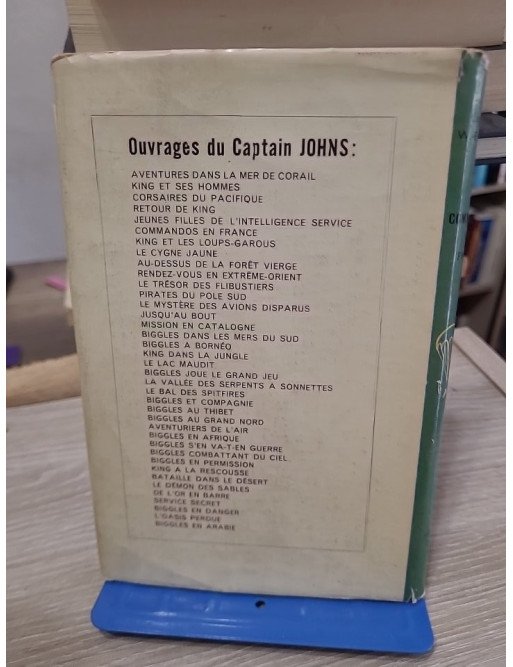 Ouvrages du Captain JOHNS:
AVENTURES DANS LA MER DE CORAIL
KING ET SES HOMMES
CORSAIRES DU PACIFIQUE
RETOUR DE KING
JEUNES FILLES DE L'INTELLIGENCE SERVICE
COMMANDOS EN FRANCE
KING ET LES LOUPS-GAROUS
LE CYGNE JAUNE
AU-DESSUS DE LA FORÊT VIERGE
RENDEZ-VOUS EN EXTRÊME-ORIENT
LE TRÉSOR DES FLIBUSTIERS
PIRATES DU POLE SUD
LE MYSTÈRE DES AVIONS DISPARUS
JUSQU'AU BOUT
MISSION EN CATALOGNE
BIGGLES DANS LES MERS DU SUD
BIGGLES A BORNÉO
KING DANS LA JUNGLE
LE LAC MAUDIT
BIGGLES JOUE LE GRAND JEU
LA VALLÉE DES SERPENTS A SONNETTES
LE BAL DES SPITFIRES
BIGGLES ET COMPAGNIE
BIGGLES AU THIBET
BIGGLES AU GRAND NORD
AVENTURIERS DE L'AIR
BIGGLES EN AFRIQUE
BIGGLES S'EN VA-T-EN GUERRE
BIGGLES COMBATTANT DU CIEL
BIGGLES EN PERMISSION
KING A LA RESCOUSSE
BATAILLE DANS LE DÉSERT
LE DÉMON DES SABLES
DE L'OR EN BARRE
SERVICE SECRET
BIGGLES EN DANGER
L'OASIS PERDUE
BIGGLES EN ARABIE